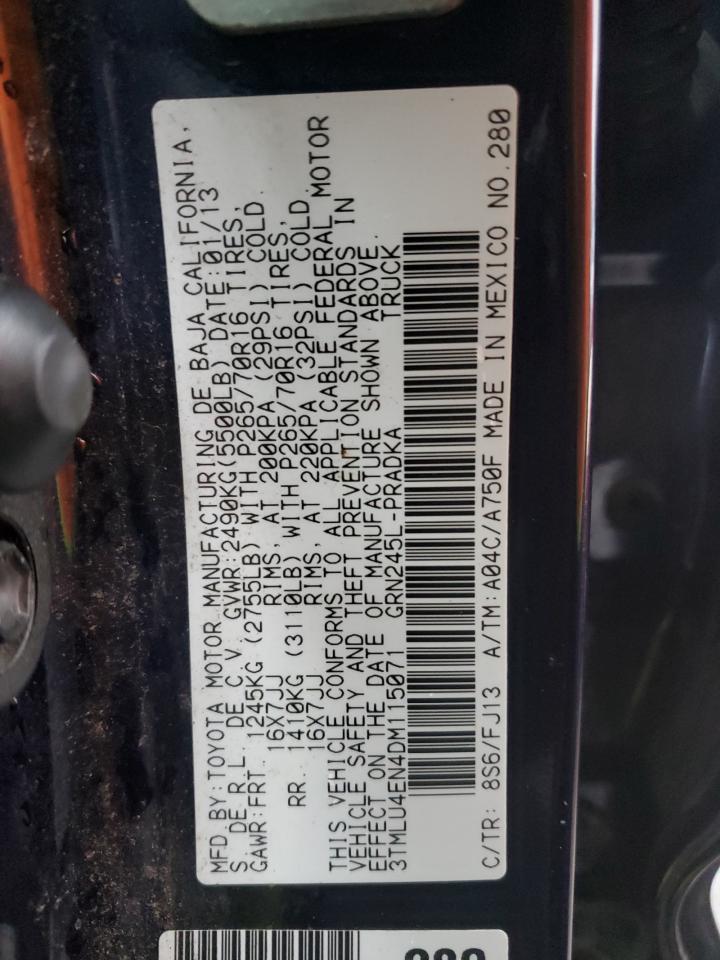 MFD. BY: TOYOTA MOTOR MANUFACTURING DE BAJA CALIFORNIA,
S. DE R.L. DE C.V. GVWR: 2490KG(5500LB) DATE: 01/13
GAWR: FRT. 1245KG (2755LB) WITH P265/70R16 TIRES,
16X7JJ RIMS, AT 200KPA (29PSI) COLD.
RR. 1410KG (3110LB) WITH P265/70R16 TIRES,
16X7JJ RIMS, AT 220KPA (32PSI) COLD.
THIS VEHICLE CONFORMS TO ALL APPLICABLE FEDERAL MOTOR
VEHICLE SAFETY AND THEFT PREVENTION STANDARDS IN
EFFECT ON THE DATE OF MANUFACTURE SHOWN ABOVE.
3TMLU4EN4DM115071 GRN245L-PRADKA TRUCK
C/TR: 8S6/FJ13 A/TM: A04C/A750F MADE IN MEXICO NO. 280